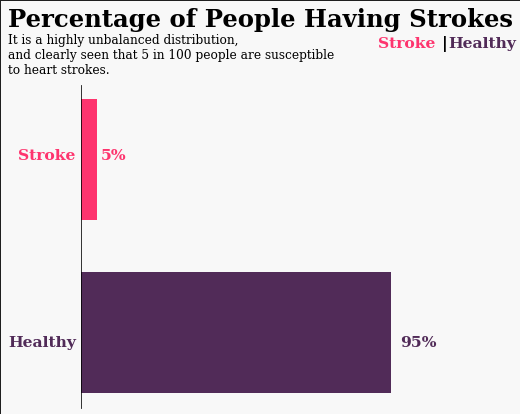 Percentage of People Having Strokes
It is a highly unbalanced distribution,
and clearly seen that 5 in 100 people are susceptible
to heart strokes.
Stroke |Healthy
Stroke 5%
Healthy 95%